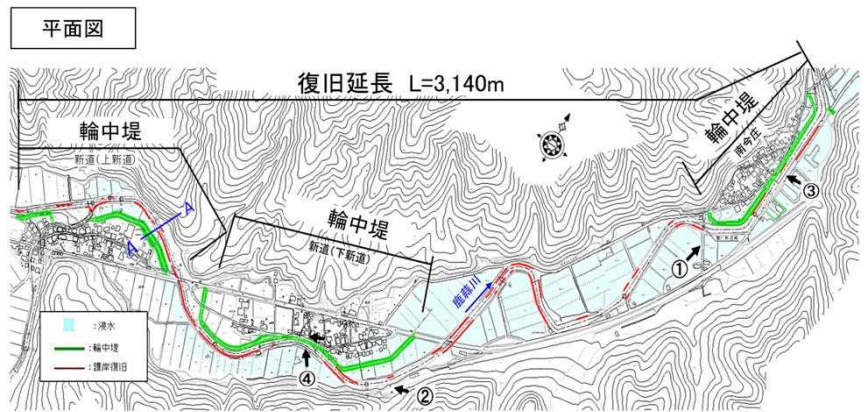 平面図
復旧延長 L=3,140m
輪中堤
新道(上新道)
輪中堤
新道(下新道)
輪中堤
南今庄
A
A
鹿蒜川
①
②
③
④
:浸水
:輪中堤
:護岸復旧